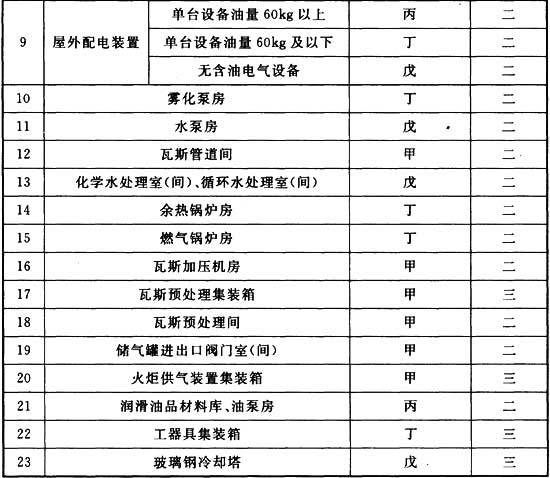 9 屋外配电装置 单台设备油量 60kg 以上 丙 二
单台设备油量 60kg 及以下 丁 二
无含油电气设备 戊 二
10 雾化泵房 丁 二
11 水泵房 戊 二
12 瓦斯管道间 甲 二
13 化学水处理室(间)、循环水处理室(间) 戊 二
14 余热锅炉房 丁 二
15 燃气锅炉房 丁 二
16 瓦斯加压机房 甲 二
17 瓦斯预处理集装箱 甲 三
18 瓦斯预处理间 甲 二
19 储气罐进出口阀门室(间) 甲 二
20 火炬供气装置集装箱 甲 三
21 润滑油品材料库、油泵房 丙 二
22 工器具集装箱 丁 三
23 玻璃钢冷却塔 戊 三